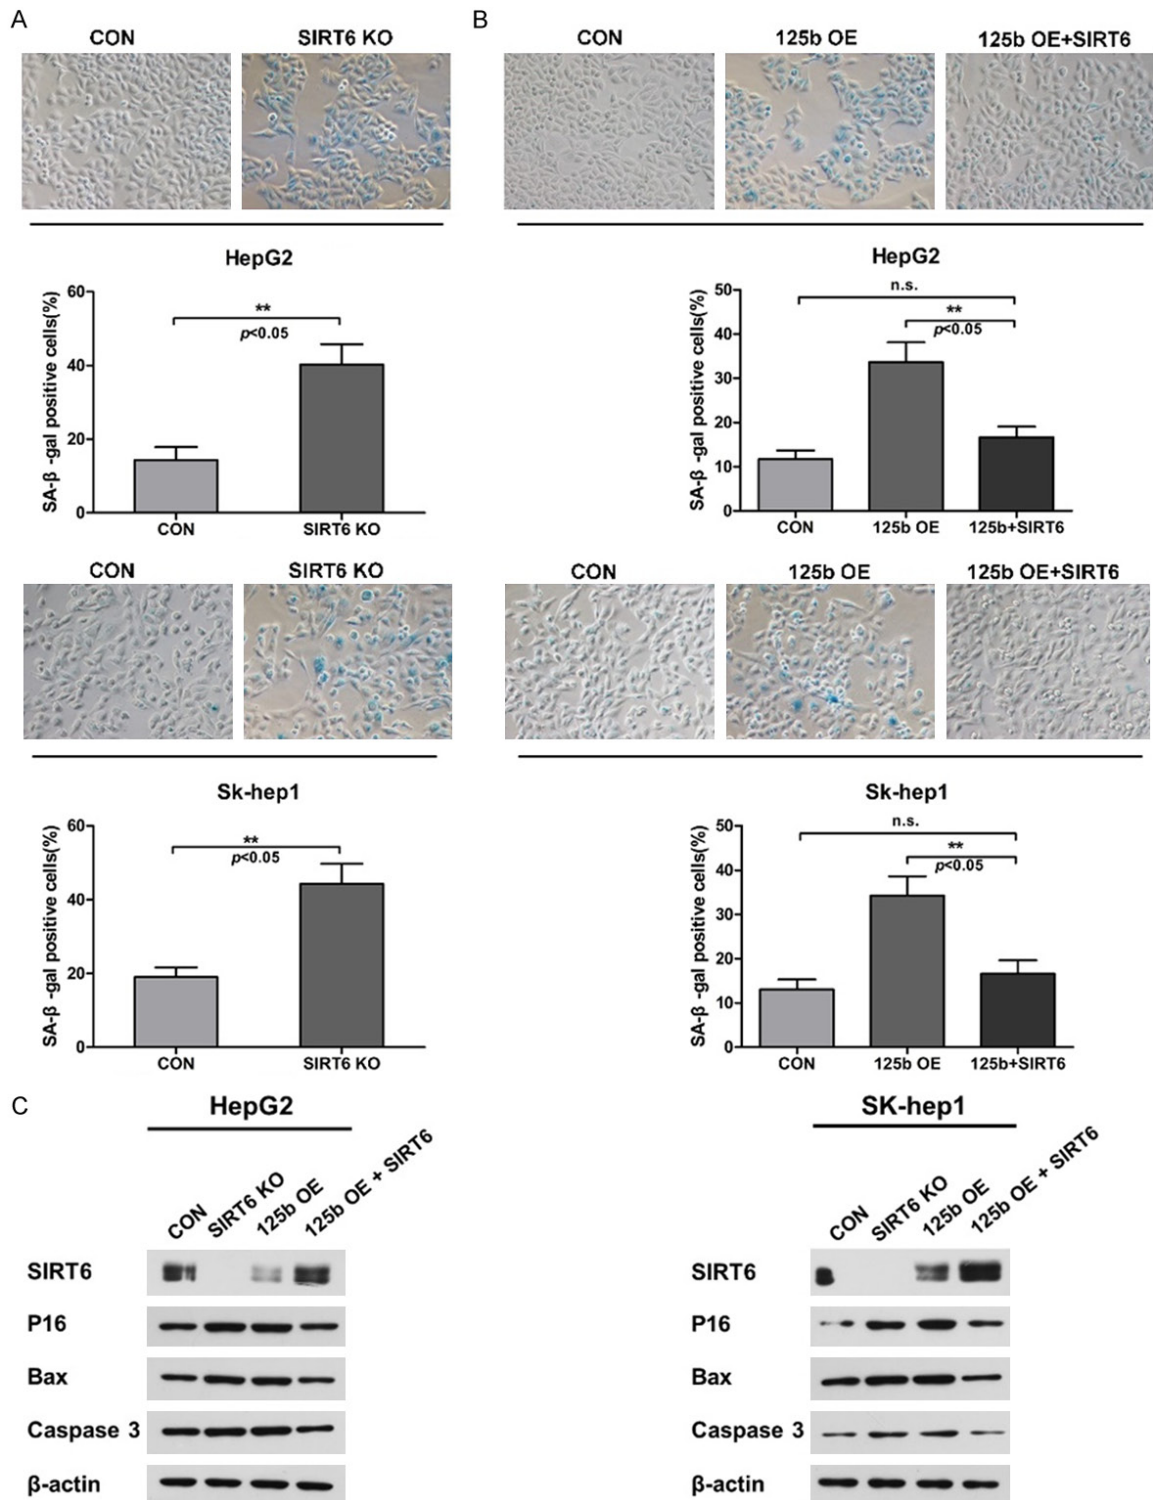 A
CON
SIRT6 KO
HepG2
SA-β -gal positive cells(%)
60
40
20
0
**
p<0.05
CON
SIRT6 KO
CON
SIRT6 KO
Sk-hep1
SA-β -gal positive cells(%)
60
40
20
0
**
p<0.05
CON
SIRT6 KO
B
CON
125b OE
125b OE+SIRT6
HepG2
SA-β -gal positive cells(%)
50
40
30
20
10
0
n.s.
**
p<0.05
CON
125b OE
125b+SIRT6
CON
125b OE
125b OE+SIRT6
Sk-hep1
SA-β -gal positive cells(%)
50
40
30
20
10
0
n.s.
**
p<0.05
CON
125b OE
125b+SIRT6
C
HepG2
CON
SIRT6 KO
125b OE
125b OE + SIRT6
SIRT6
P16
Bax
Caspase 3
β-actin
SK-hep1
CON
SIRT6 KO
125b OE
125b OE + SIRT6
SIRT6
P16
Bax
Caspase 3
β-actin